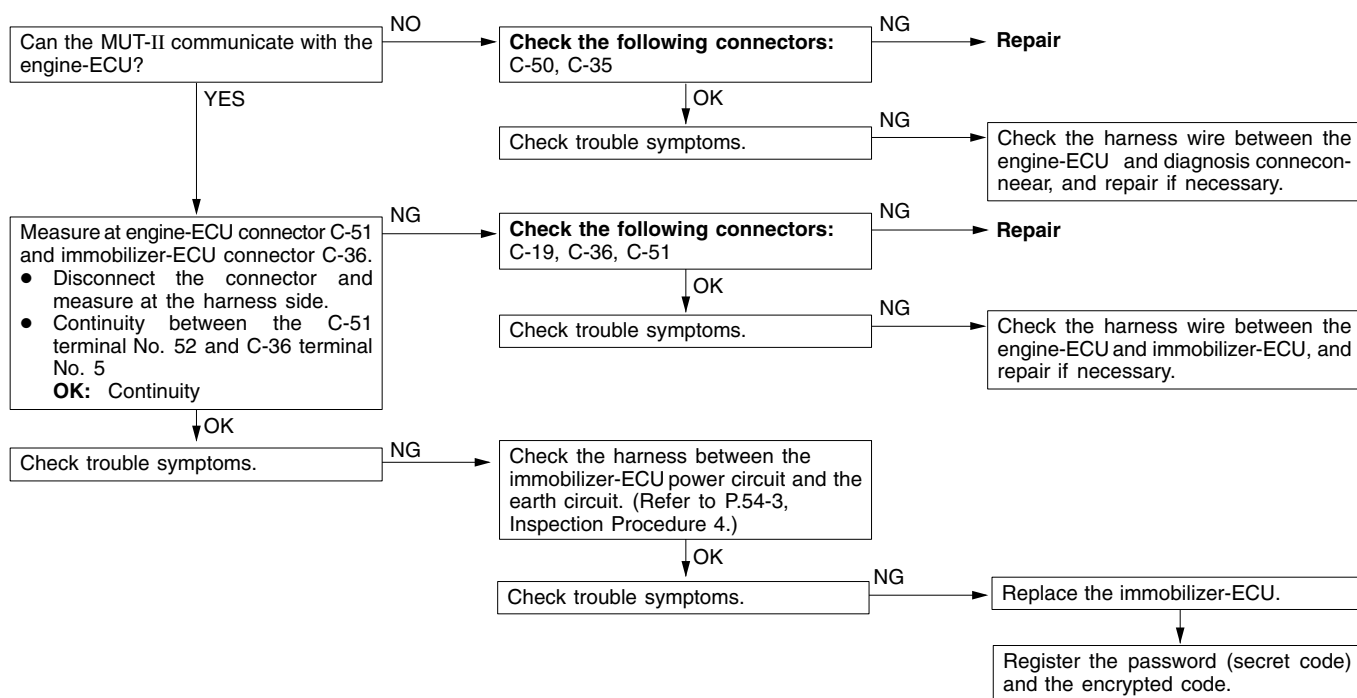 Can the MUT-II communicate with the
engine-ECU?
NO
Check the following connectors:
C-50, C-35
NG
Repair
YES
OK
Check trouble symptoms.
NG
Check the harness wire between the
engine-ECU and diagnosis connecon-
neear, and repair if necessary.
Measure at engine-ECU connector C-51
and immobilizer-ECU connector C-36.
● Disconnect the connector and
measure at the harness side.
● Continuity between the C-51
terminal No. 52 and C-36 terminal
No. 5
OK: Continuity
NG
Check the following connectors:
C-19, C-36, C-51
NG
Repair
OK
Check trouble symptoms.
NG
Check the harness wire between the
engine-ECU and immobilizer-ECU, and
repair if necessary.
OK
Check trouble symptoms.
NG
Check the harness between the
immobilizer-ECU power circuit and the
earth circuit. (Refer to P.54-3,
Inspection Procedure 4.)
OK
Check trouble symptoms.
NG
Replace the immobilizer-ECU.
Register the password (secret code)
and the encrypted code.